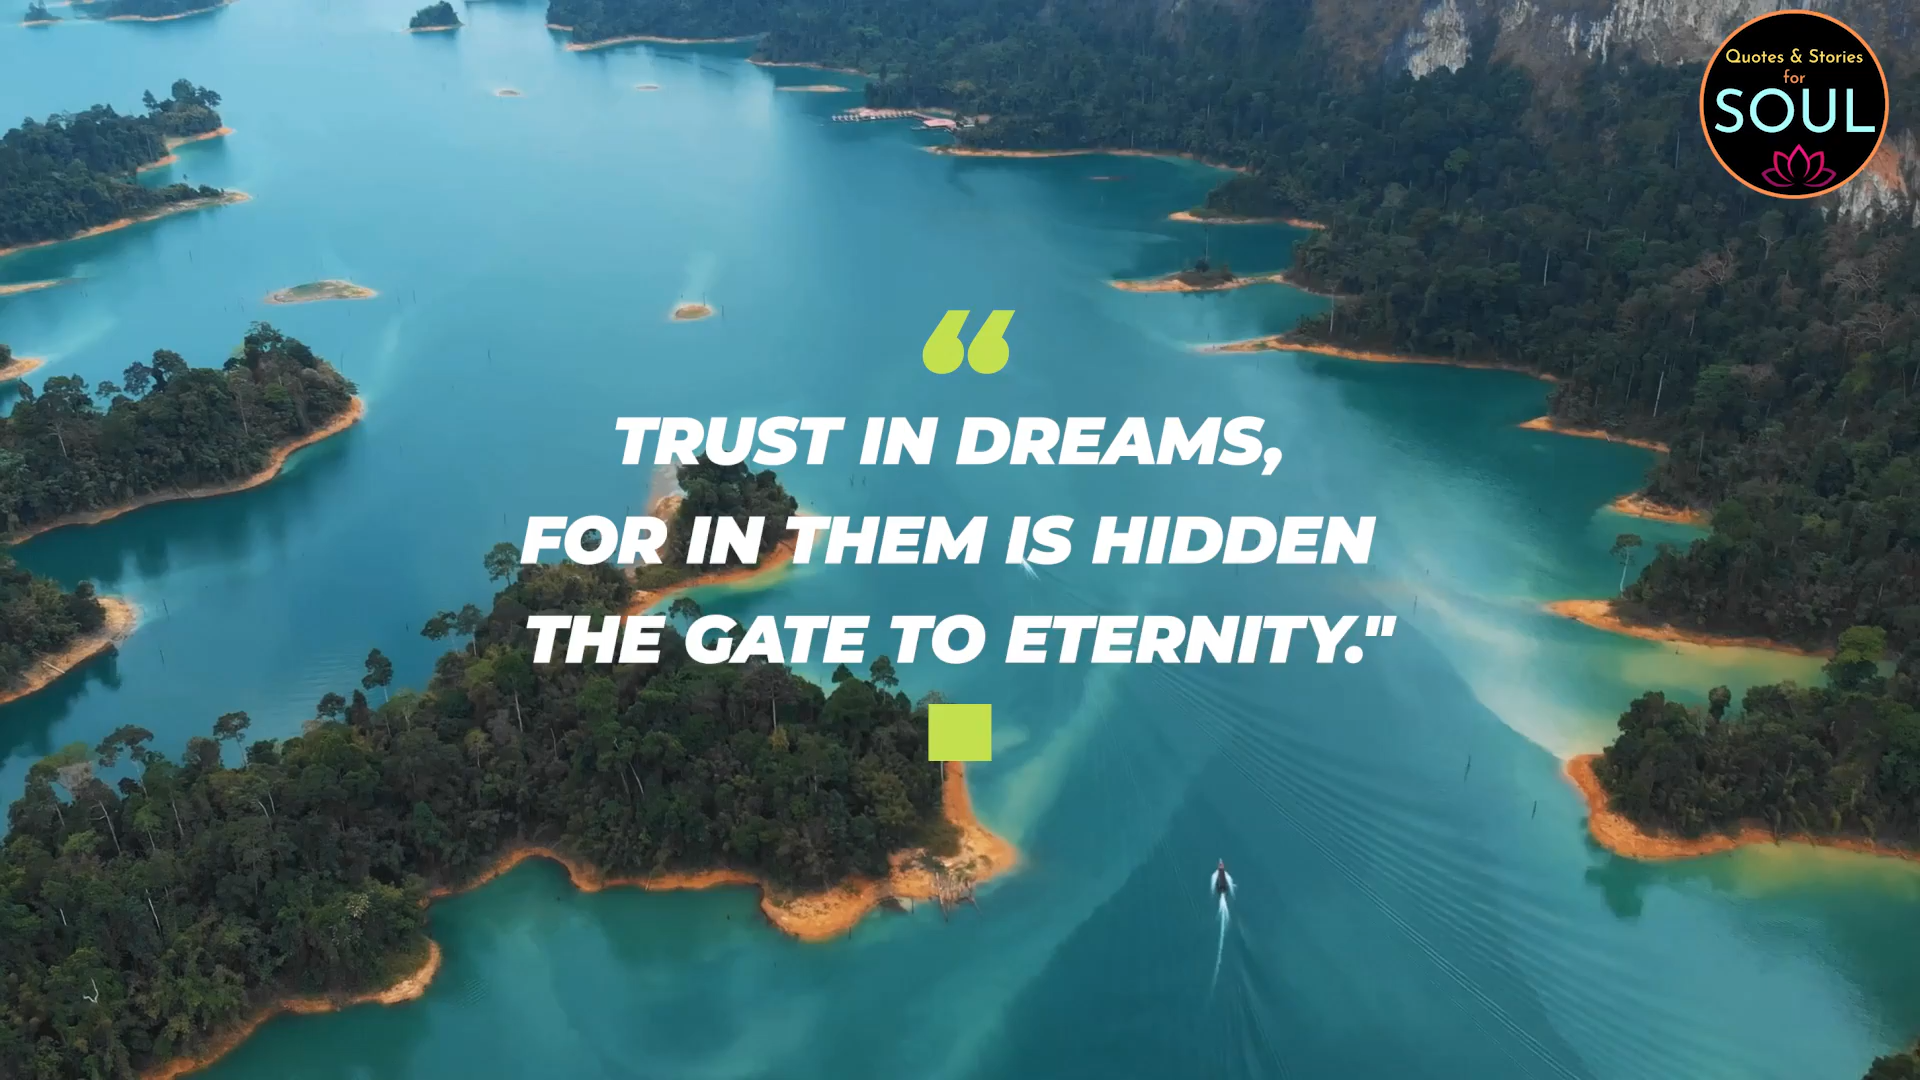 Quotes & Stories
for
SOUL
“
TRUST IN DREAMS,
FOR IN THEM IS HIDDEN
THE GATE TO ETERNITY."